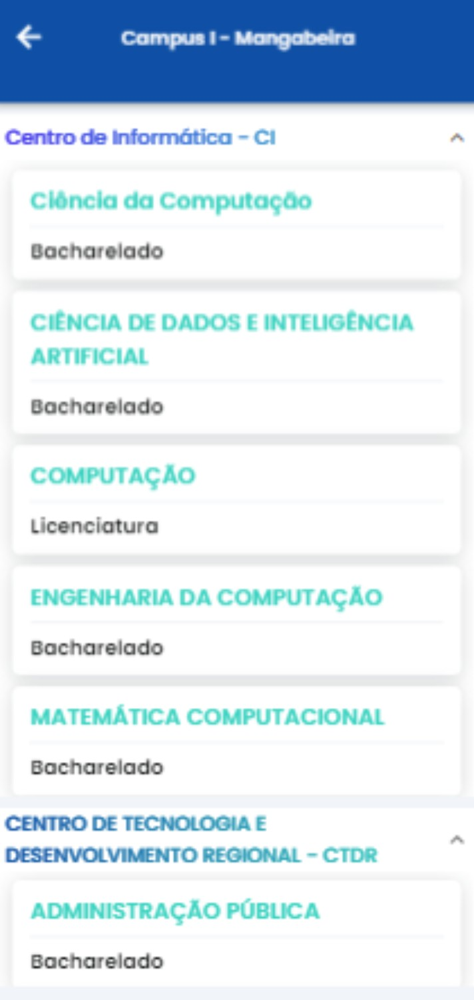 Campus I - Mangabeira
Centro de Informática - CI
Ciência da Computação
Bacharelado
CIÊNCIA DE DADOS E INTELIGÊNCIA
ARTIFICIAL
Bacharelado
COMPUTAÇÃO
Licenciatura
ENGENHARIA DA COMPUTAÇÃO
Bacharelado
MATEMÁTICA COMPUTACIONAL
Bacharelado
CENTRO DE TECNOLOGIA E
DESENVOLVIMENTO REGIONAL - CTDR
ADMINISTRAÇÃO PÚBLICA
Bacharelado